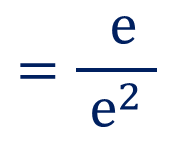 = e
e²